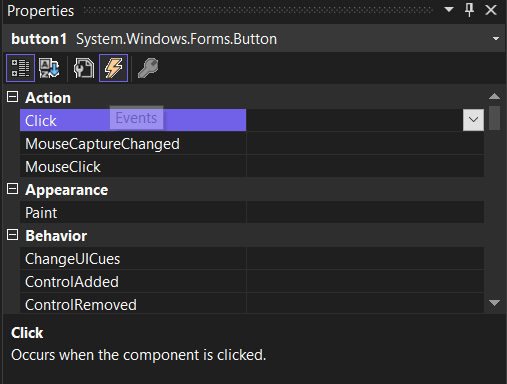 Properties
button1 System.Windows.Forms.Button
Action
Click
Events
MouseCaptureChanged
MouseClick
Appearance
Paint
Behavior
ChangeUICues
ControlAdded
ControlRemoved
Click
Occurs when the component is clicked.